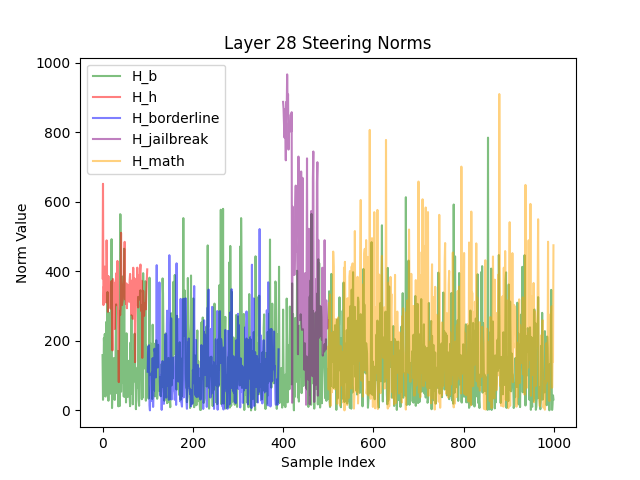 Layer 28 Steering Norms
H_b
H_h
H_borderline
H_jailbreak
H_math
Norm Value
1000
800
600
400
200
0
0 200 400 600 800 1000
Sample Index